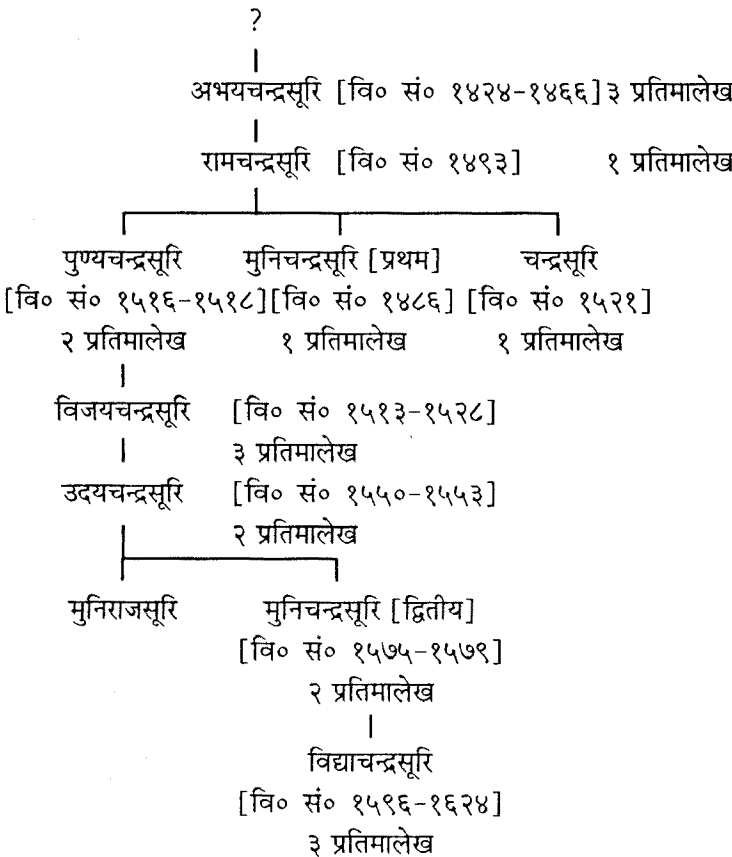 ?
अभयचन्द्रसूरि [वि० सं० १४२४-१४६६] ३ प्रतिमालेख
रामचन्द्रसूरि [वि० सं० १४९३] १ प्रतिमालेख
पुण्यचन्द्रसूरि मुनिचन्द्रसूरि [प्रथम] चन्द्रसूरि
[वि० सं० १५१६-१५१८] [वि० सं० १४८६] [वि० सं० १५२१]
२ प्रतिमालेख १ प्रतिमालेख १ प्रतिमालेख
विजयचन्द्रसूरि [वि० सं० १५१३-१५२८]
३ प्रतिमालेख
उदयचन्द्रसूरि [वि० सं० १५५०-१५५३]
२ प्रतिमालेख
मुनिराजसूरि मुनिचन्द्रसूरि [द्वितीय]
[वि० सं० १५७५-१५७९]
२ प्रतिमालेख
विद्याचन्द्रसूरि
[वि० सं० १५९६-१६२४]
३ प्रतिमालेख